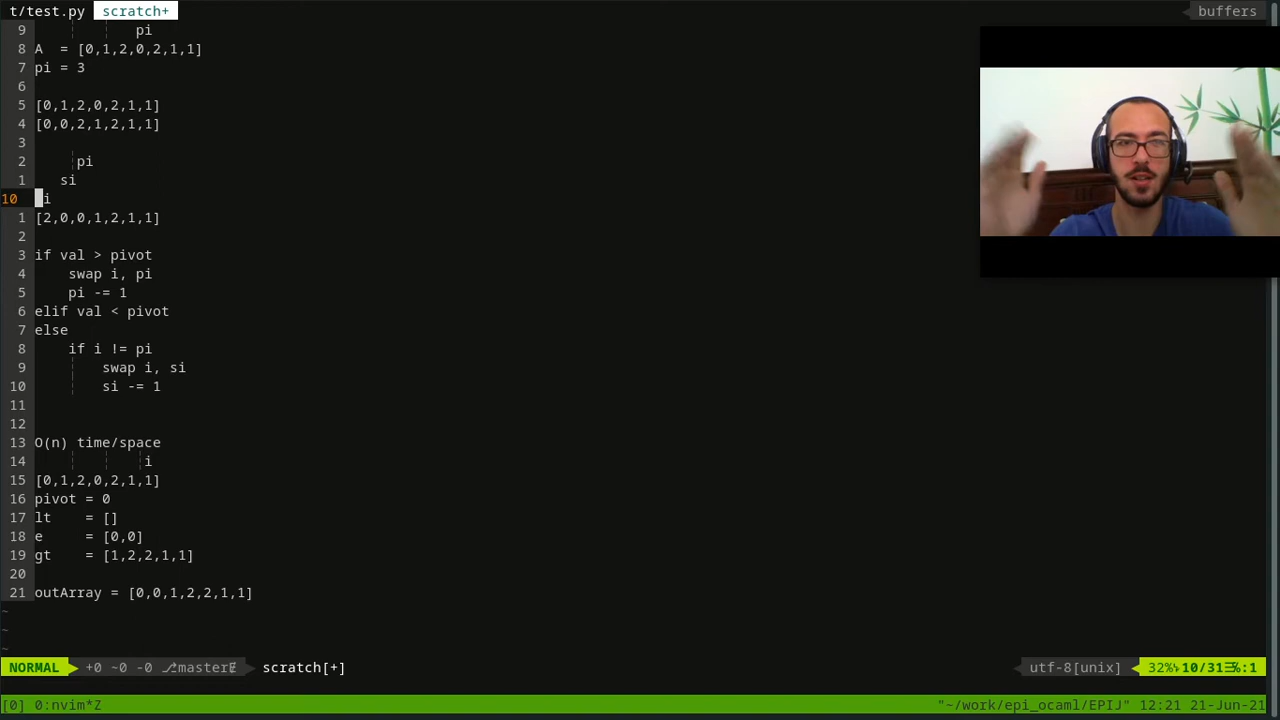 t/test.py scratch+ buffers
9 pi
8 A = [0,1,2,0,2,1,1]
7 pi = 3
6
5 [0,1,2,0,2,1,1]
4 [0,0,2,1,2,1,1]
3
2 pi
1 si
10 i
1 [2,0,0,1,2,1,1]
2
3 if val > pivot
4 swap i, pi
5 pi -= 1
6 elif val < pivot
7 else
8 if i != pi
9 swap i, si
10 si -= 1
11
12
13 O(n) time/space
14 i
15 [0,1,2,0,2,1,1]
16 pivot = 0
17 lt = []
18 e = [0,0]
19 gt = [1,2,2,1,1]
20
21 outArray = [0,0,1,2,2,1,1]
~
~
~
NORMAL +0 ~0 -0 master scratch[+] utf-8[unix] 32% 10/31 :1
[0] 0:nvim*Z "~/work/epi_ocaml/EPIJ" 12:21 21-Jun-21